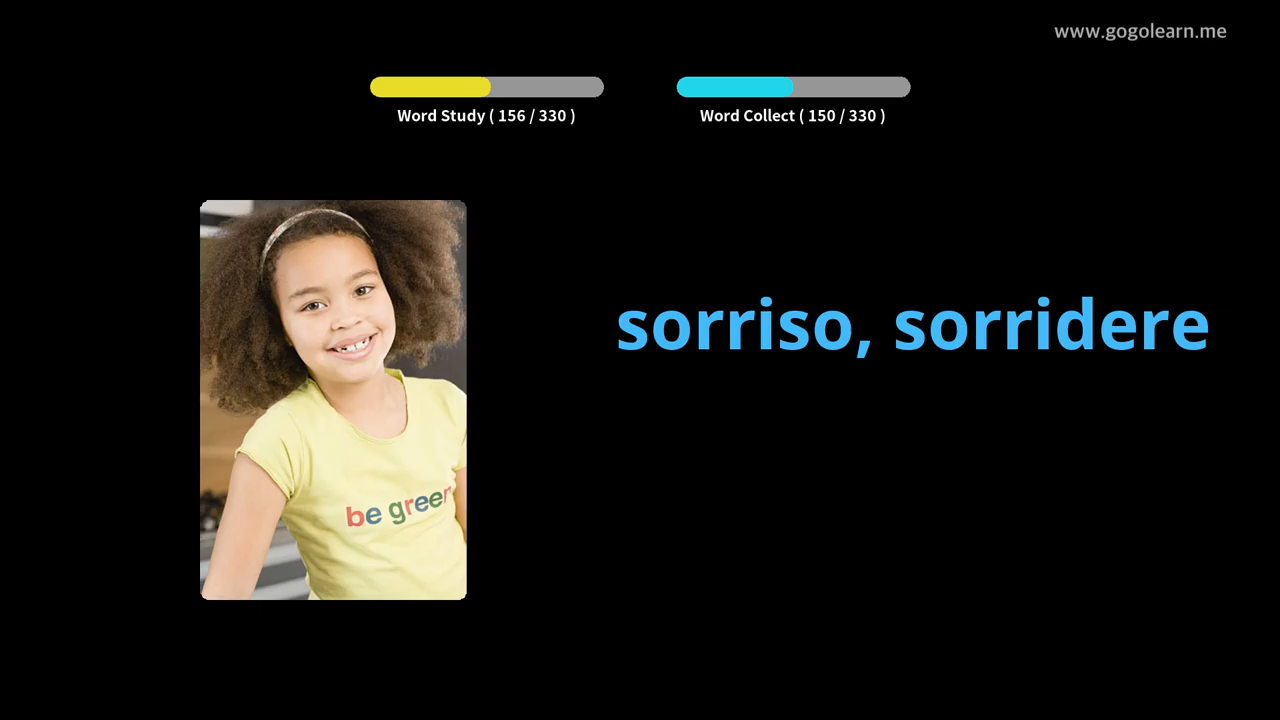 www.gogolearn.me
Word Study ( 156 / 330 )
Word Collect ( 150 / 330 )
sorriso, sorridere
be green